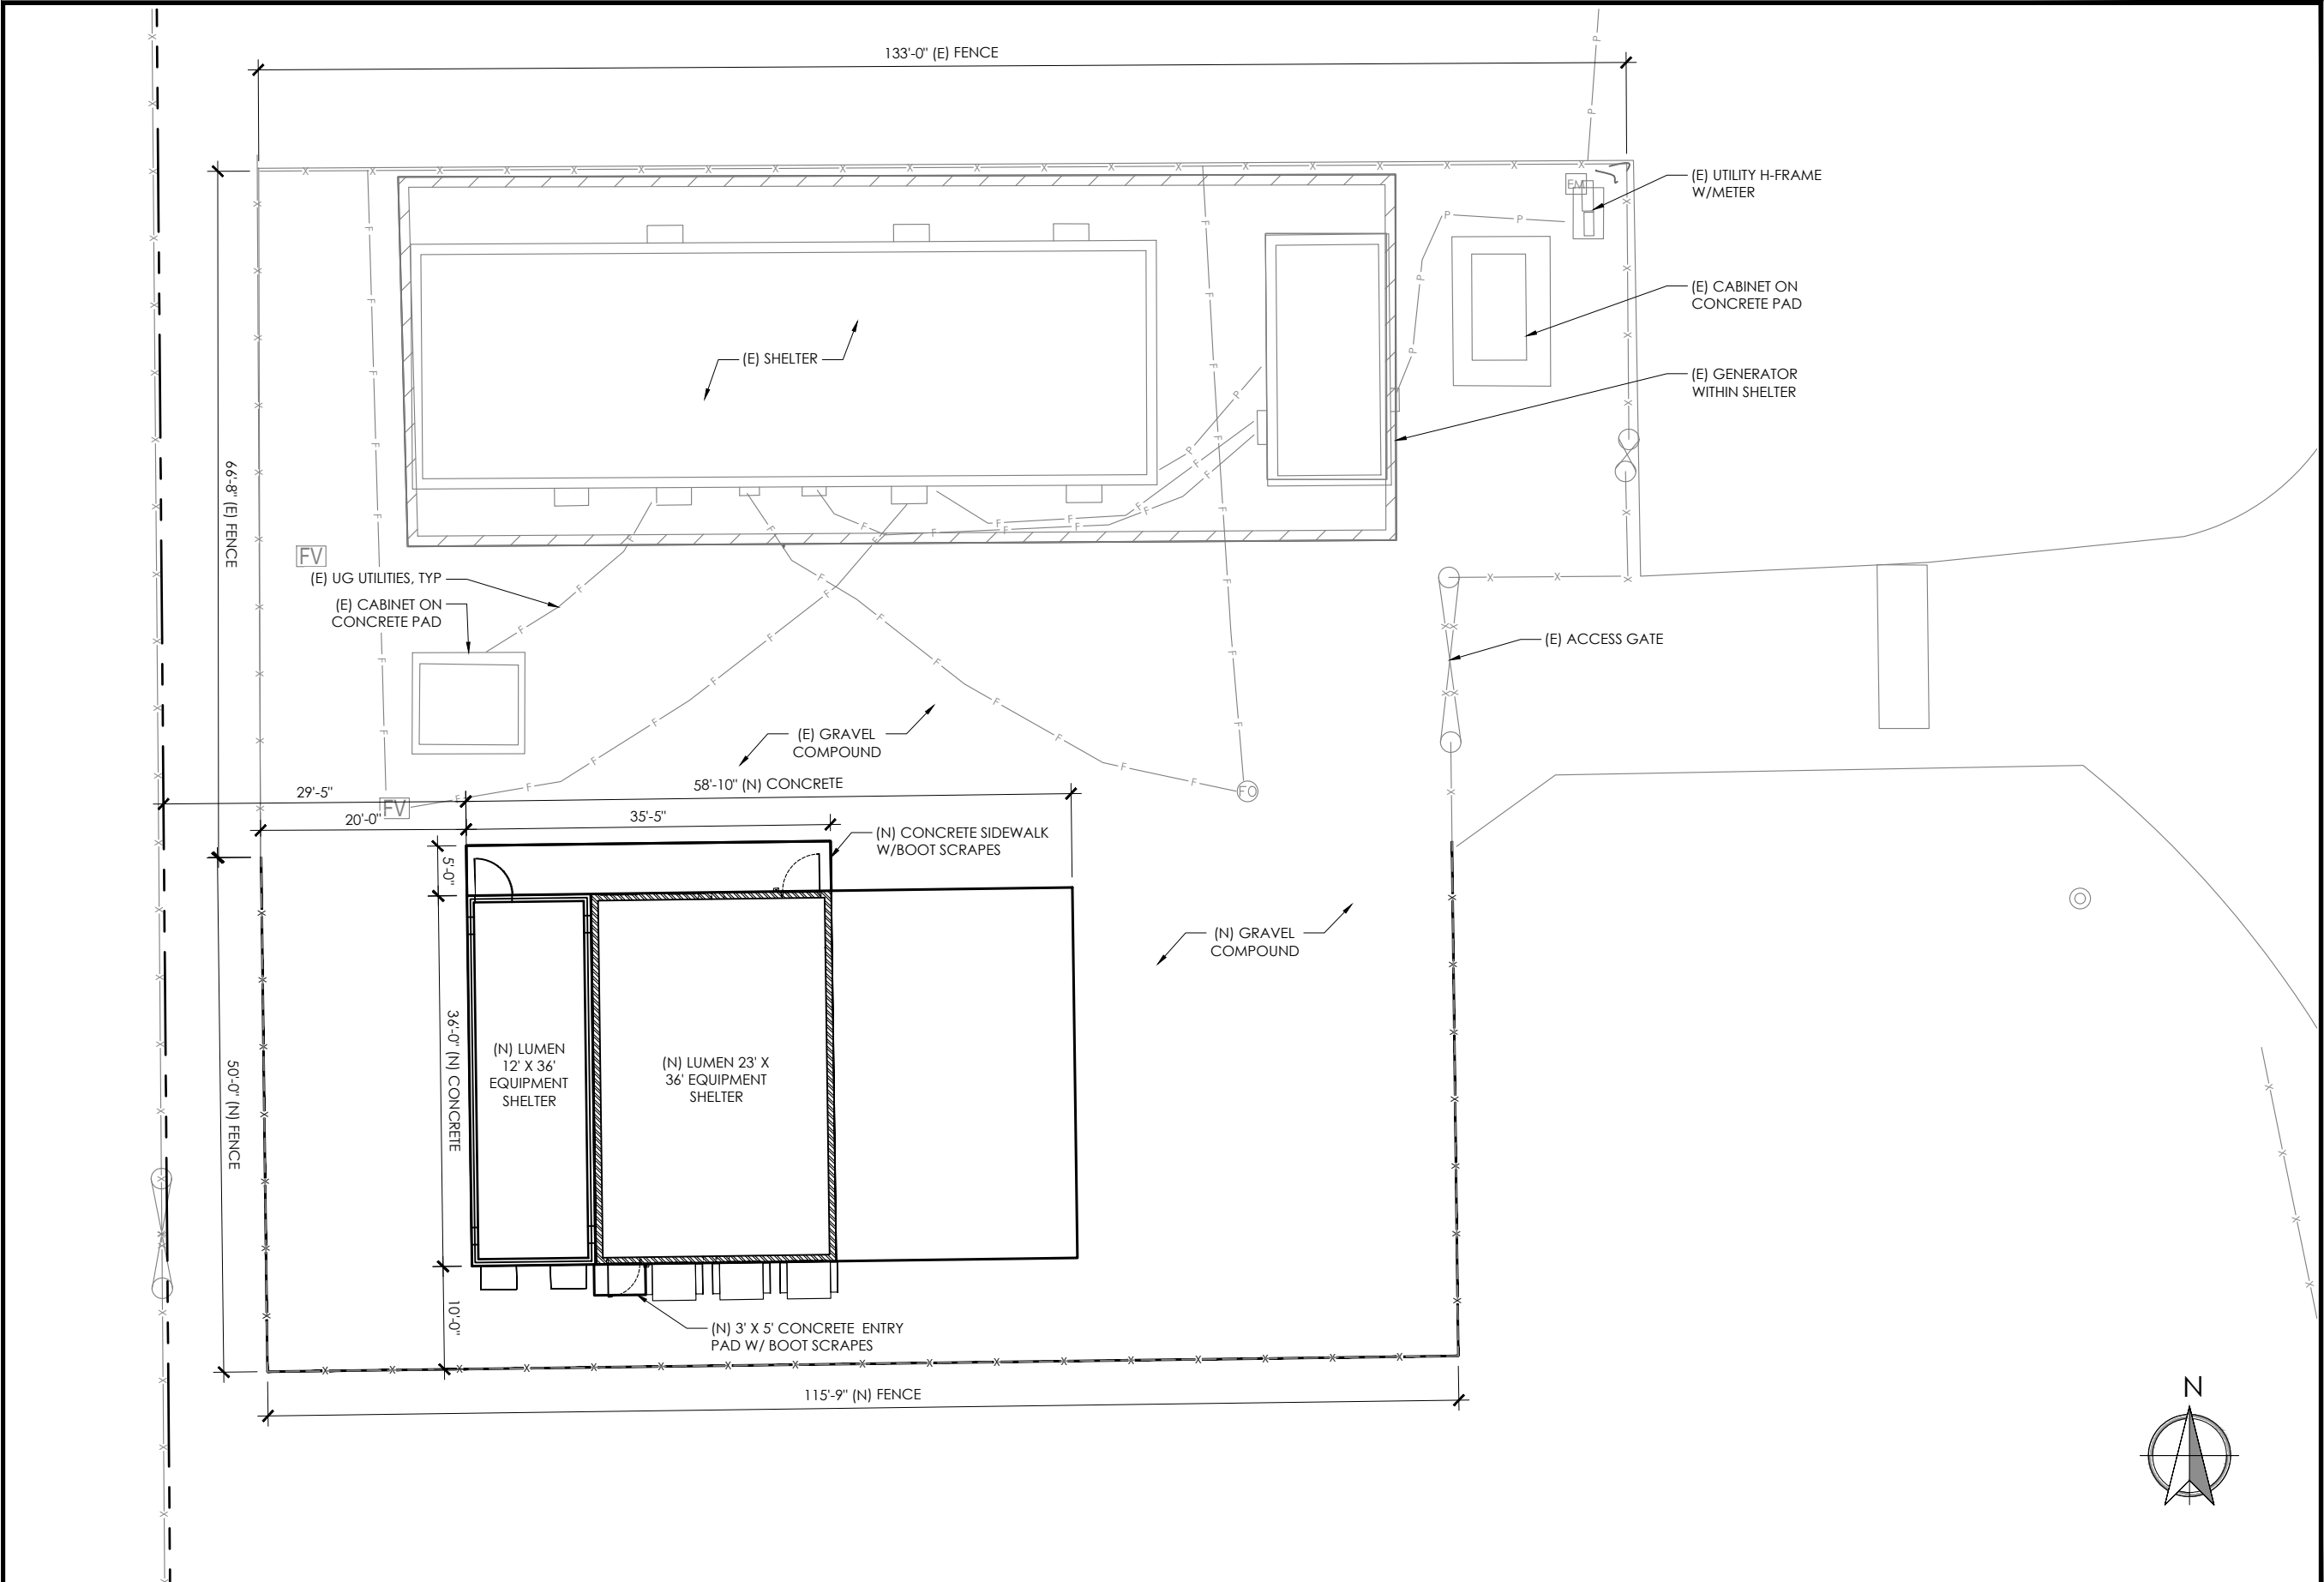 133'-0" (E) FENCE
(E) UTILITY H-FRAME
W/METER
EM
(E) CABINET ON
CONCRETE PAD
(E) SHELTER
(E) GENERATOR
WITHIN SHELTER
66'-8" (E) FENCE
FV
(E) UG UTILITIES, TYP
(E) CABINET ON
CONCRETE PAD
(E) ACCESS GATE
(E) GRAVEL
COMPOUND
58'-10" (N) CONCRETE
29'-5"
FV
FO
20'-0"
35'-5"
(N) CONCRETE SIDEWALK
W/BOOT SCRAPES
5'-0"
(N) GRAVEL
COMPOUND
36'-0" (N) CONCRETE
(N) LUMEN
12' X 36'
EQUIPMENT
SHELTER
(N) LUMEN 23' X
36' EQUIPMENT
SHELTER
50'-0" (N) FENCE
10'-0"
(N) 3' X 5' CONCRETE ENTRY
PAD W/ BOOT SCRAPES
115'-9" (N) FENCE
N